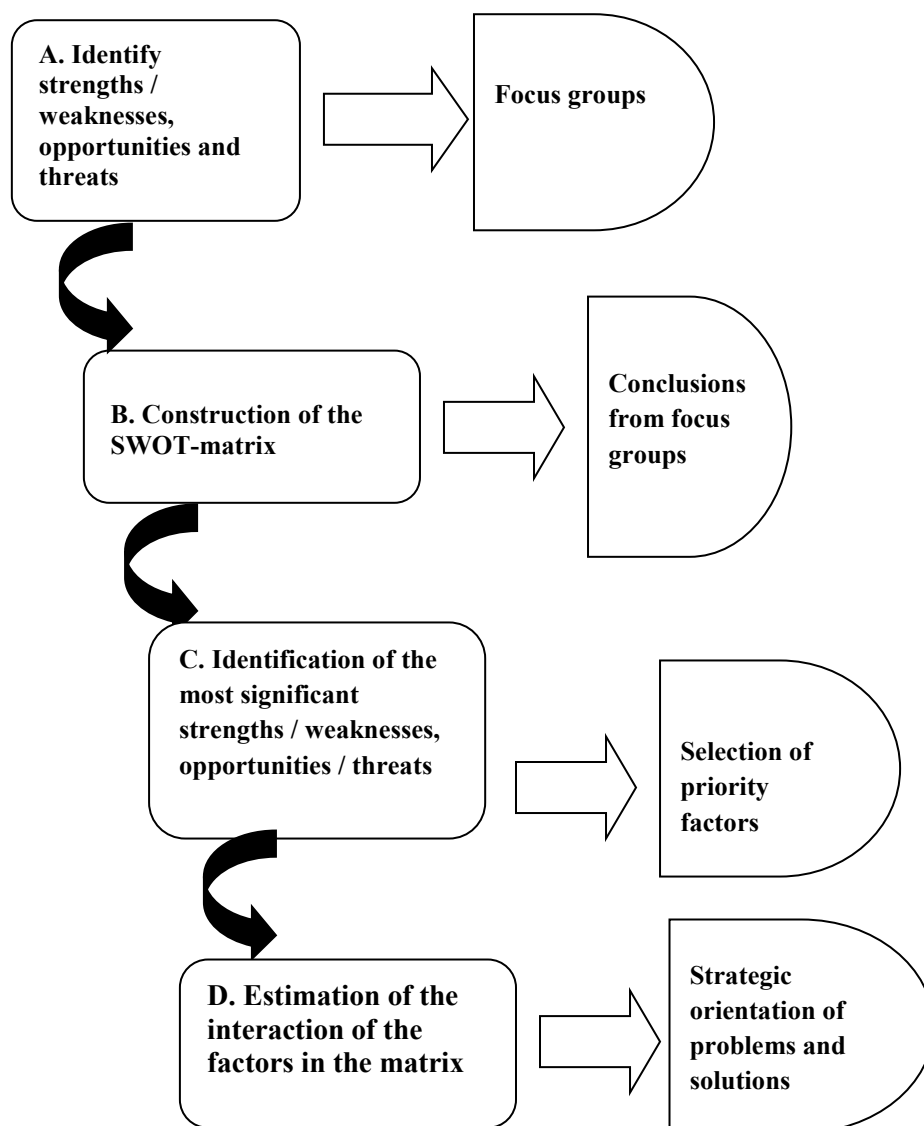 A. Identify
strengths /
weaknesses,
opportunities and
threats
Focus groups
B. Construction of the
SWOT-matrix
Conclusions
from focus
groups
C. Identification of the
most significant
strengths / weaknesses,
opportunities / threats
Selection of
priority
factors
D. Estimation of the
interaction of the
factors in the matrix
Strategic
orientation of
problems and
solutions